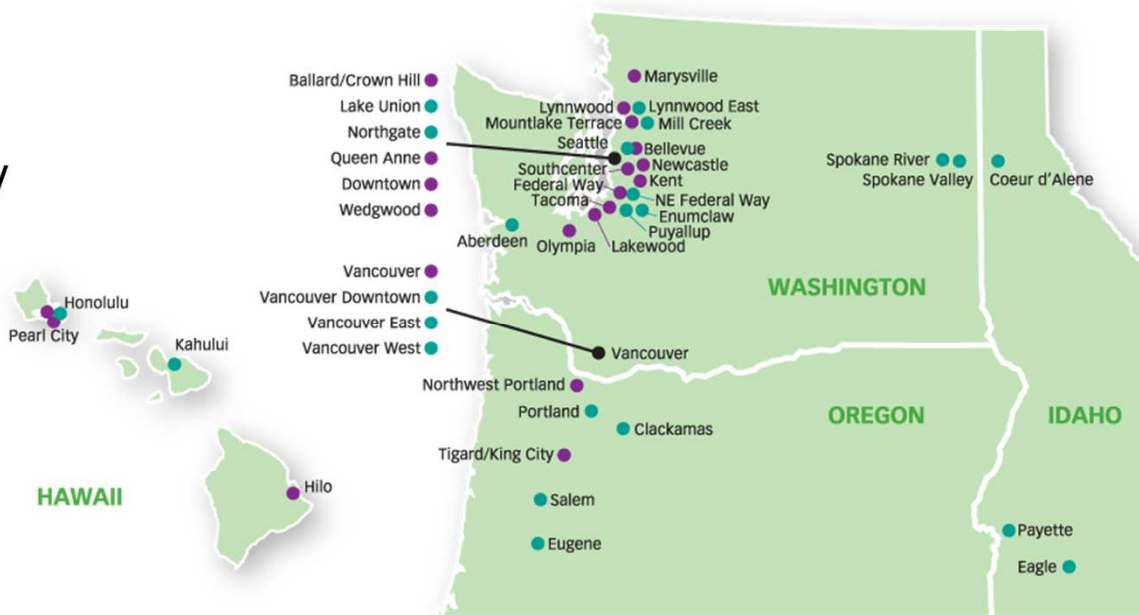 Ballard/Crown Hill
Lake Union
Northgate
Queen Anne
Downtown
Wedgwood
Vancouver
Vancouver Downtown
Vancouver East
Vancouver West
Marysville
Lynnwood
Lynnwood East
Mountlake Terrace
Mill Creek
Seattle
Bellevue
Southcenter
Newcastle
Federal Way
Kent
Tacoma
NE Federal Way
Enumclaw
Puyallup
Aberdeen
Olympia
Lakewood
Spokane River
Spokane Valley
Coeur d'Alene
WASHINGTON
Vancouver
Northwest Portland
Portland
Clackamas
Tigard/King City
Salem
Eugene
OREGON
IDAHO
Payette
Eagle
Honolulu
Pearl City
Kahului
Hilo
HAWAII